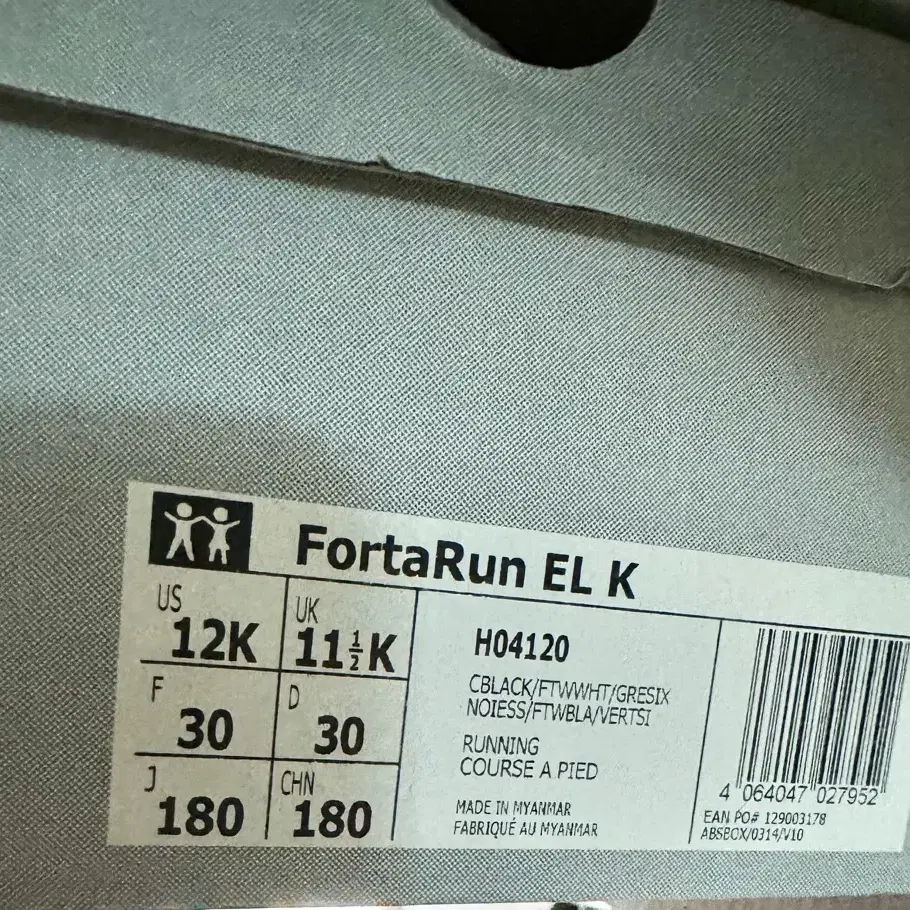 FortaRun EL K
US
12K
UK
11½K
F
30
D
30
J
180
CHN
180
H04120
CBLACK/FTWWHT/GRESIX
NOIESS/FTWBLA/VERTSI
RUNNING
COURSE A PIED
MADE IN MYANMAR
FABRIQUÉ AU MYANMAR
4 064047 027952
EAN PO# 129003178
ABSBOX/0314/V10